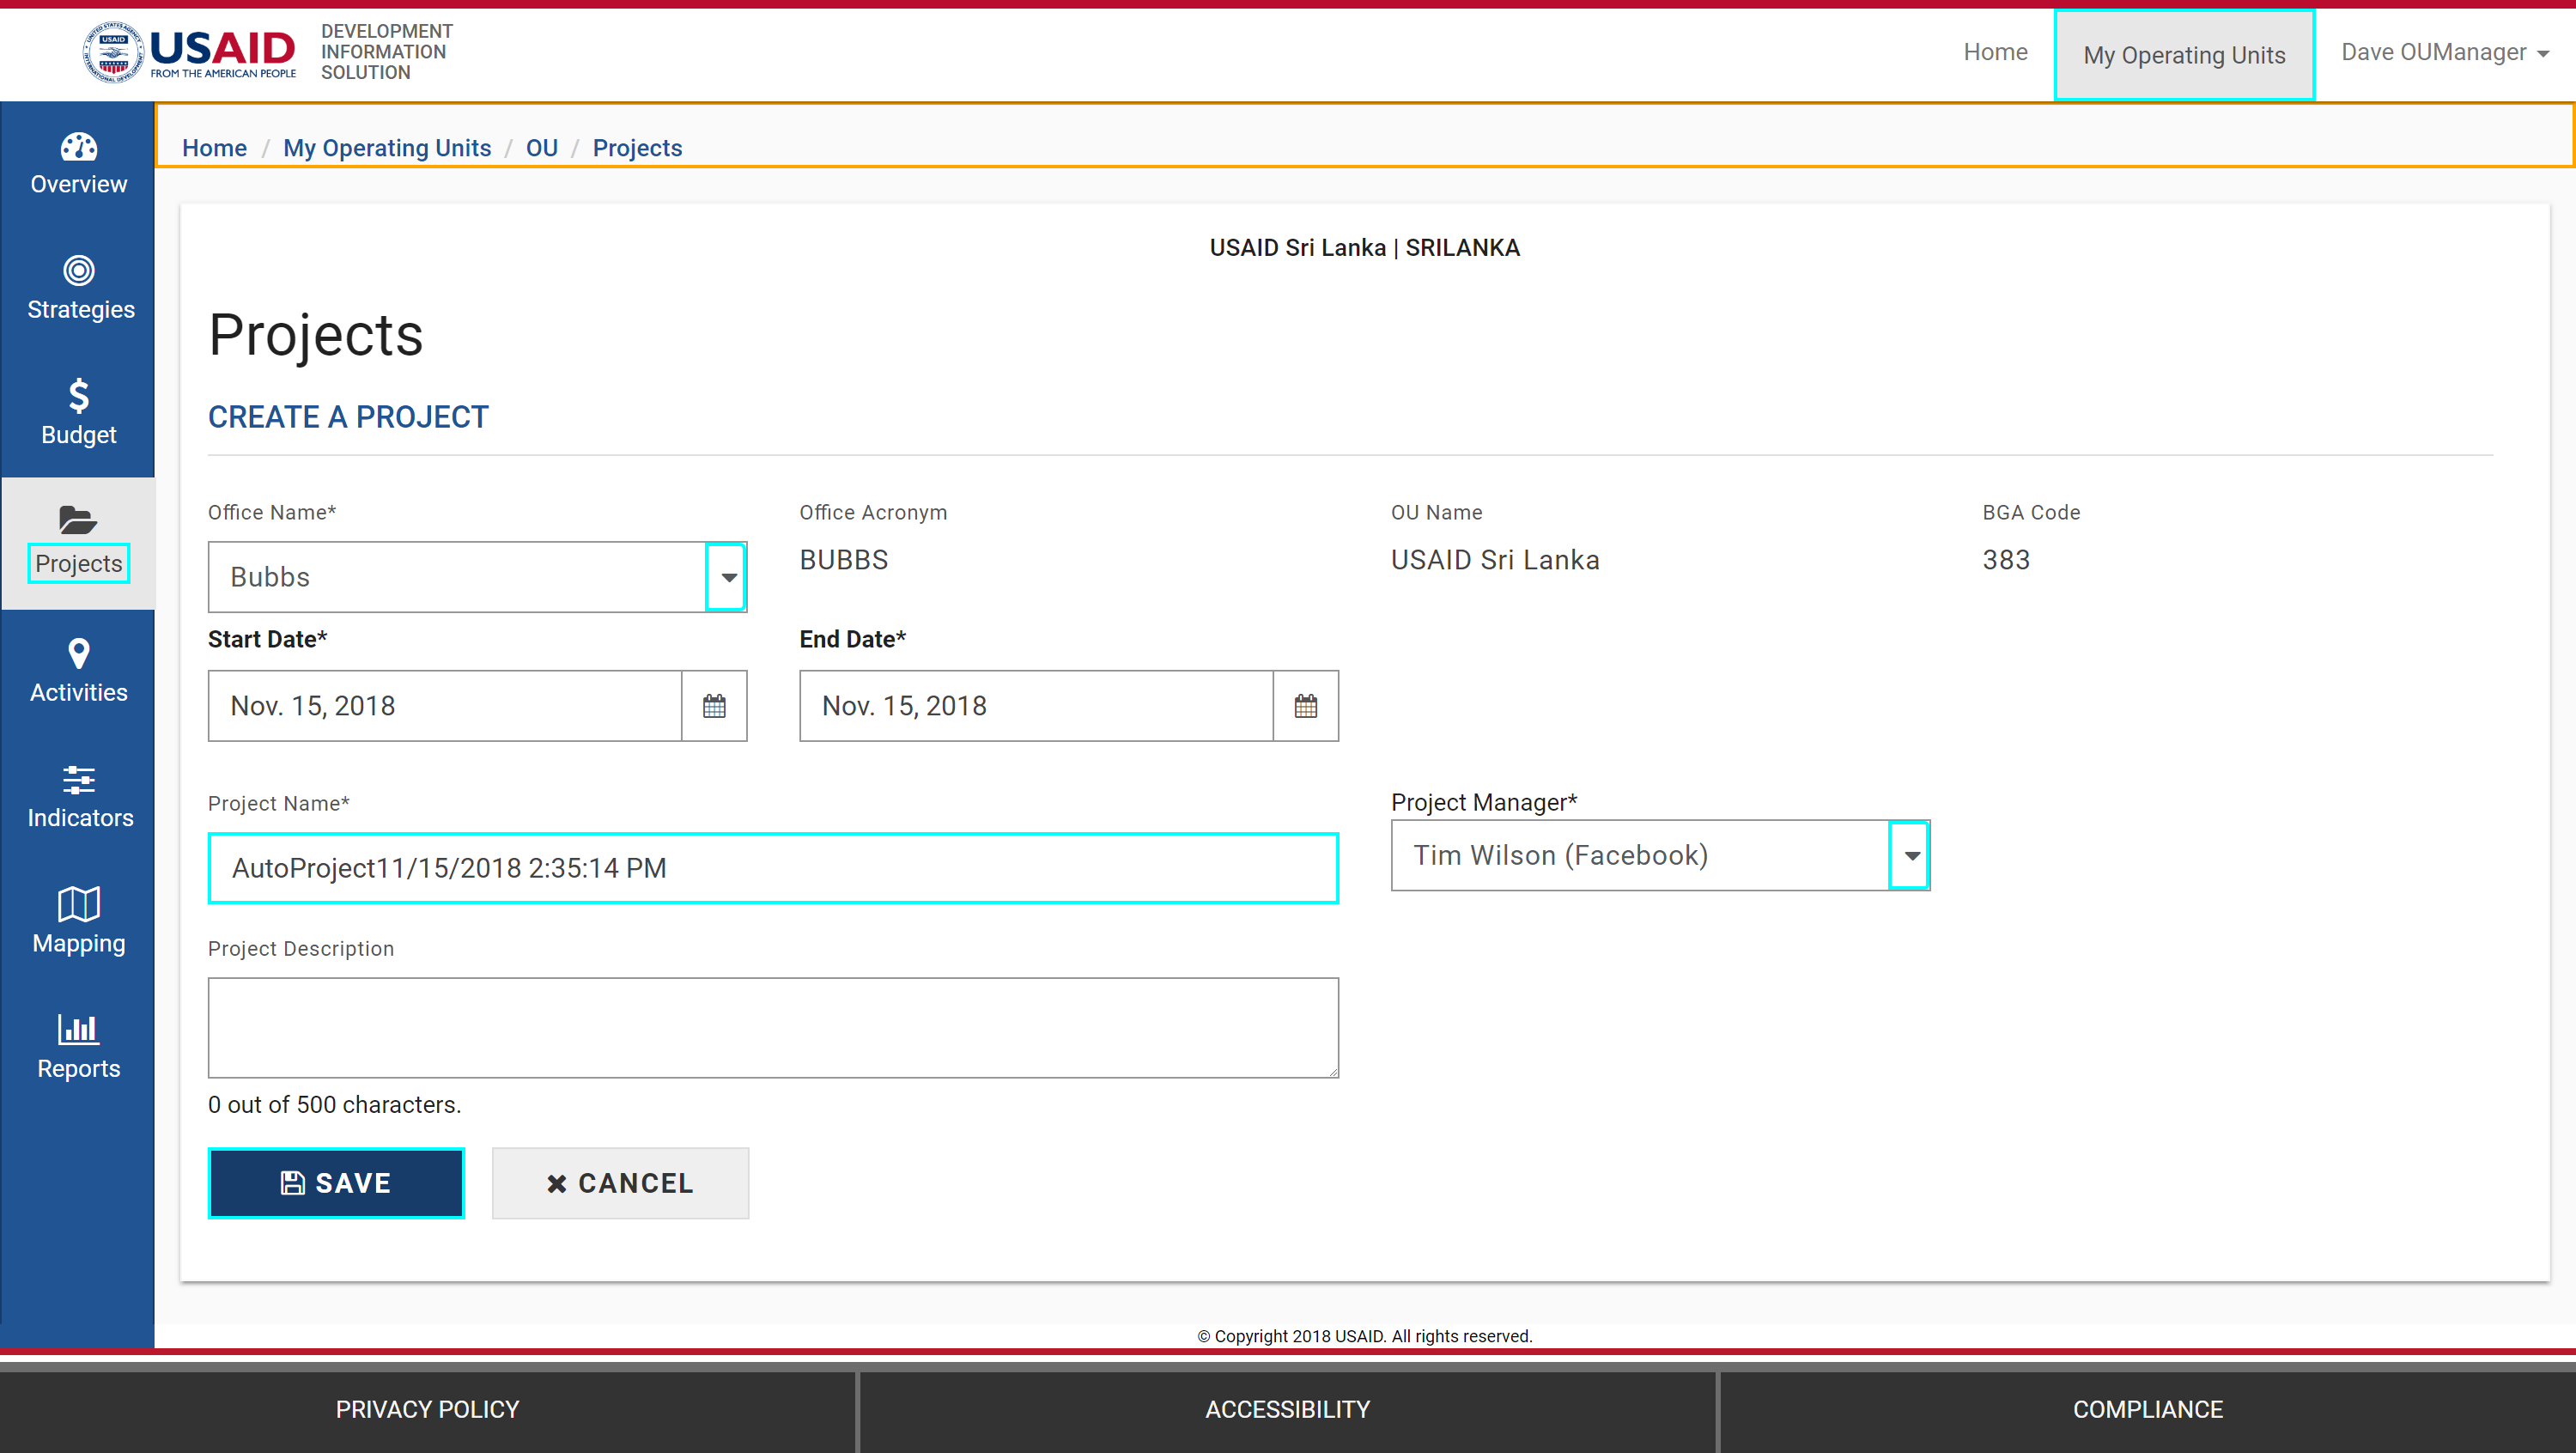 USAID
FROM THE AMERICAN PEOPLE
DEVELOPMENT
INFORMATION
SOLUTION
Home
My Operating Units
Dave OUManager
Home / My Operating Units / OU / Projects
Overview
Strategies
Budget
Projects
Activities
Indicators
Mapping
Reports
USAID Sri Lanka | SRILANKA
Projects
CREATE A PROJECT
Office Name*
Office Acronym
OU Name
BGA Code
Bubbs
BUBBS
USAID Sri Lanka
383
Start Date*
End Date*
Nov. 15, 2018
Nov. 15, 2018
Project Name*
Project Manager*
AutoProject11/15/2018 2:35:14 PM
Tim Wilson (Facebook)
Project Description
0 out of 500 characters.
SAVE
CANCEL
© Copyright 2018 USAID. All rights reserved.
PRIVACY POLICY
ACCESSIBILITY
COMPLIANCE